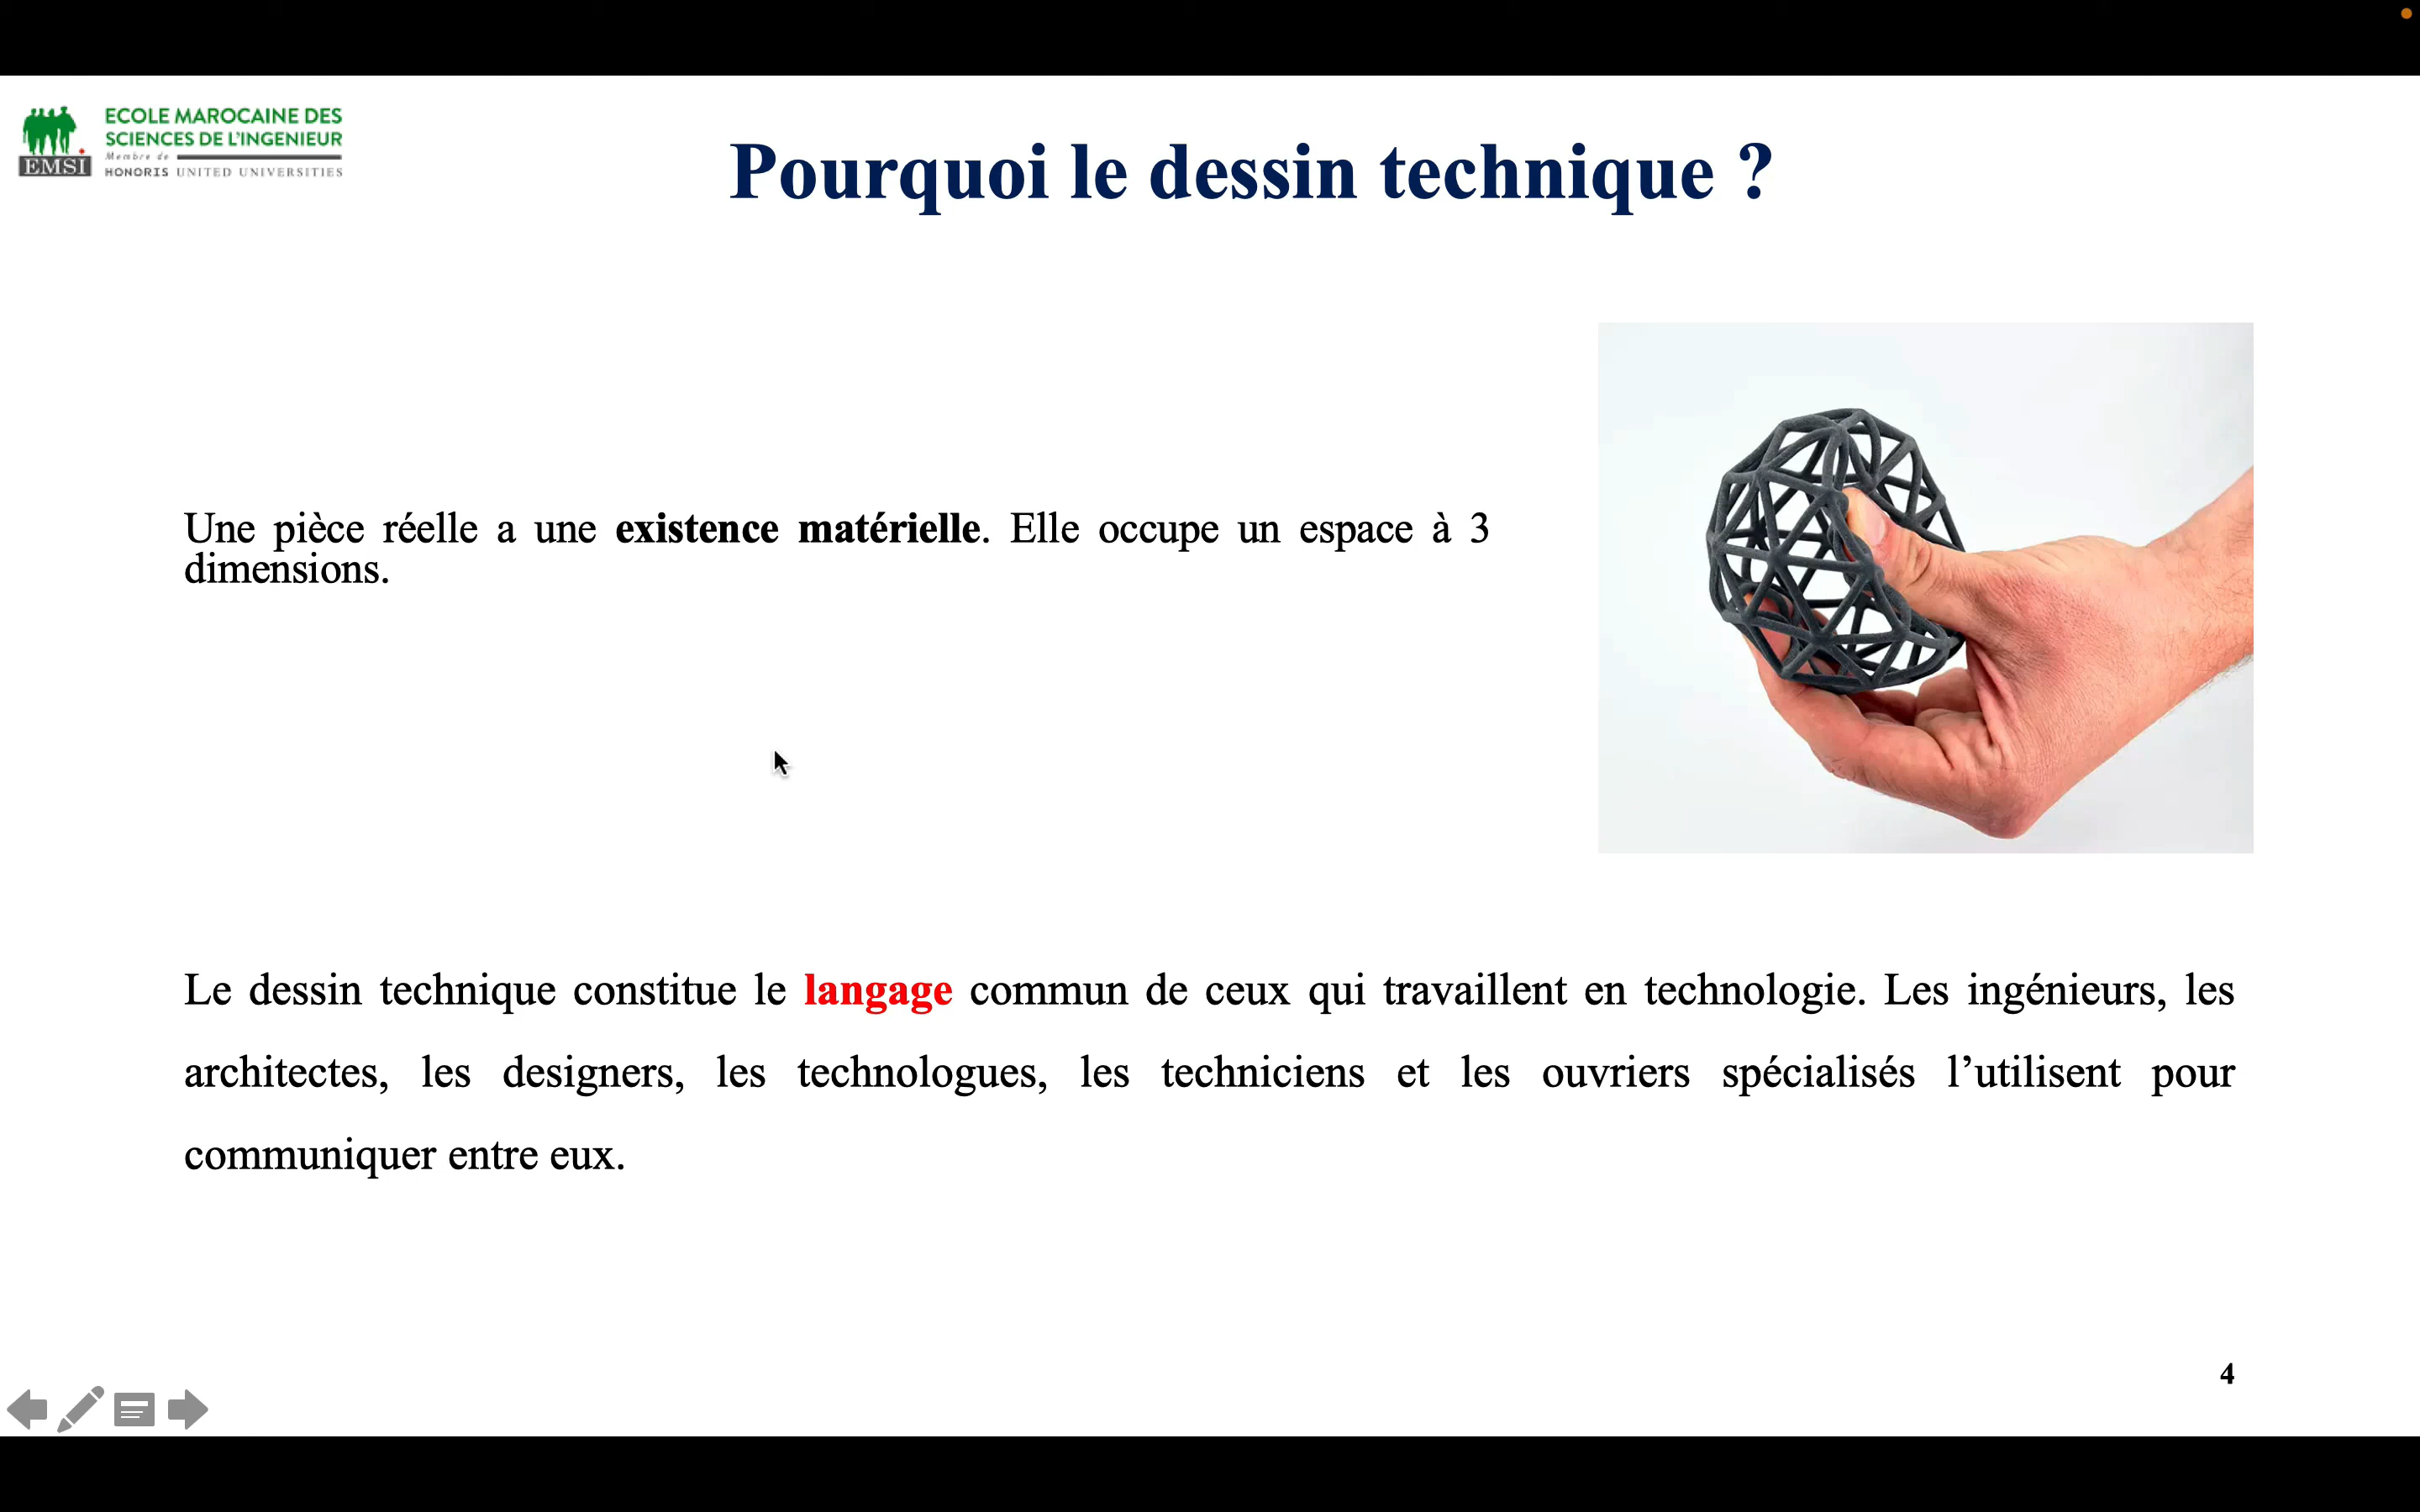 ECOLE MAROCAINE DES
SCIENCES DE L'INGENIEUR
EMSI
Membre de
HONORIS UNITED UNIVERSITIES
Pourquoi le dessin technique ?
Une pièce réelle a une existence matérielle. Elle occupe un espace à 3
dimensions.
Le dessin technique constitue le langage commun de ceux qui travaillent en technologie. Les ingénieurs, les
architectes, les designers, les technologues, les techniciens et les ouvriers spécialisés l’utilisent pour
communiquer entre eux.
4